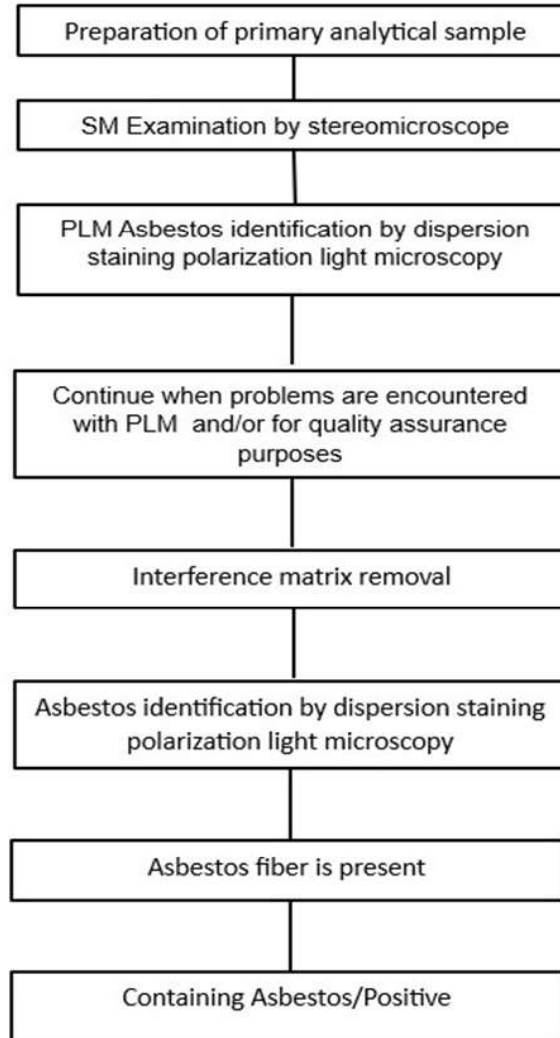 Preparation of primary analytical sample
SM Examination by stereomicroscope
PLM Asbestos identification by dispersion
staining polarization light microscopy
Continue when problems are encountered
with PLM and/or for quality assurance
purposes
Interference matrix removal
Asbestos identification by dispersion staining
polarization light microscopy
Asbestos fiber is present
Containing Asbestos/Positive